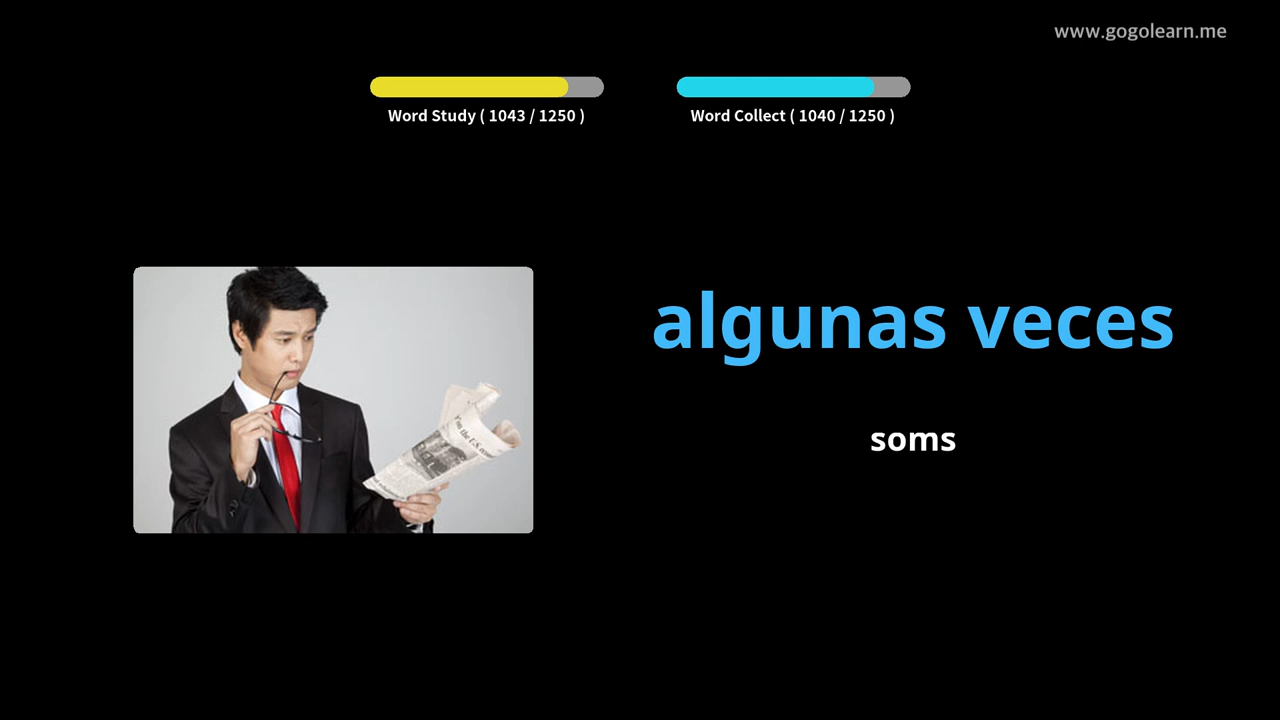 www.gogolearn.me
Word Study ( 1043 / 1250 )
Word Collect ( 1040 / 1250 )
algunas veces
soms